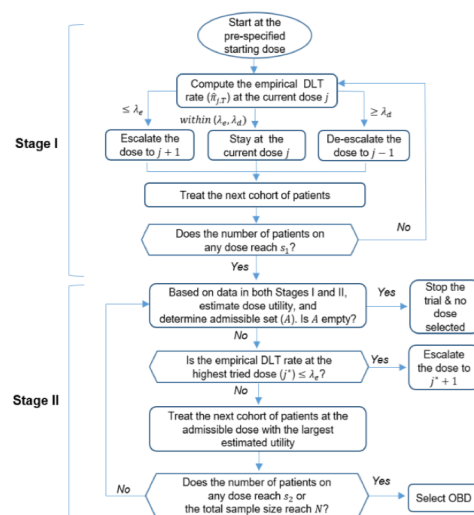 Start at the
pre-specified
starting dose
Compute the empirical DLT
rate (π̂_{j,T}) at the current dose j
≤ λ_e
within (λ_e, λ_d)
≥ λ_d
Stage I
Escalate the
dose to j + 1
Stay at the
current dose j
De-escalate the
dose to j − 1
Treat the next cohort of patients
Does the number of patients on
any dose reach s₁?
No
Yes
Based on data in both Stages I and II,
estimate dose utility, and
determine admissible set (A). Is A empty?
Yes
Stop the
trial & no
dose
selected
No
Is the empirical DLT rate at the
highest tried dose (j*) ≤ λ_e?
Yes
Escalate
the dose to
j* + 1
Stage II
No
Treat the next cohort of patients at the
admissible dose with the largest
estimated utility
Does the number of patients on
any dose reach s₂ or
the total sample size reach N?
No
Yes
Select OBD